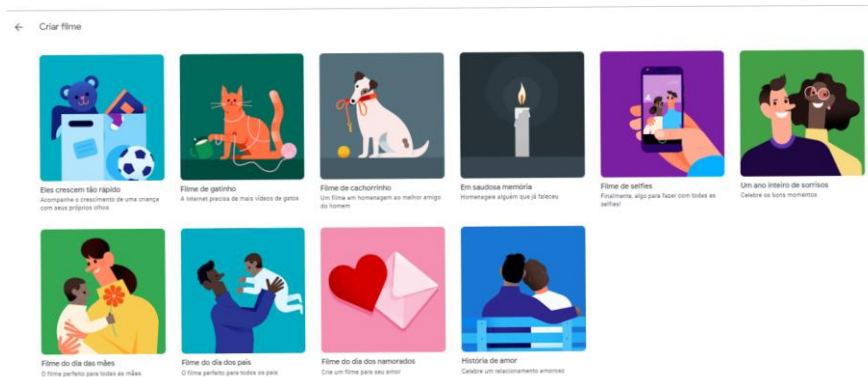 Criar filme
Eles crescem tão rápido
Acompanhe o crescimento de uma criança
com seus próprios olhos
Filme de gatinho
A internet precisa de mais vídeos de gatos
Filme de cachorrinho
Um filme em homenagem ao melhor amigo
do homem
Em saudosa memória
Homenageie alguém que já faleceu
Filme de selfies
Finalmente, algo para fazer com todas as
selfies!
Um ano inteiro de sorrisos
Celebre os bons momentos
Filme do dia das mães
O filme perfeito para todas as mães
Filme do dia dos pais
O filme perfeito para todos os pais
Filme do dia dos namorados
Crie um filme para seu amor
História de amor
Celebre um relacionamento amoroso